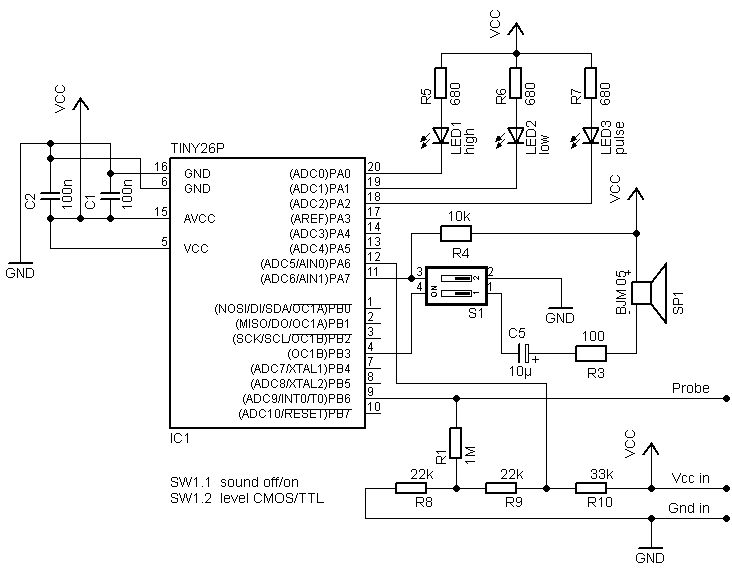 VCC
R5
680
R6
680
R7
680
LED1
high
LED2
low
LED3
pulse
VCC
TINY26P
16 GND (ADC0)PA0 20
6 GND (ADC1)PA1 19
(ADC2)PA2 18
15 AVCC (AREF)PA3 17
(ADC3)PA4 14
5 VCC (ADC4)PA5 13
(ADC5/AIN0)PA6 12
(ADC6/AIN1)PA7 11
(NOSI/DI/SDA/OC1A)PB0 1
(MISO/DO/OC1A)PB1 2
(SCK/SCL/OC1B)PB2 3
(OC1B)PB3 4
(ADC7/XTAL1)PB4 7
(ADC8/XTAL2)PB5 8
(ADC9/INT0/T0)PB6 9
(ADC10/RESET)PB7 10
IC1
C2
100n
C1
100n
GND
VCC
10k
R4
3
4
ON
2
1
2
1
S1
GND
BJM 05
+
SP1
C5
+
10µ
100
R3
Probe
R1
1M
VCC
22k
R8
22k
R9
33k
R10
Vcc in
Gnd in
GND
SW1.1 sound off/on
SW1.2 level CMOS/TTL